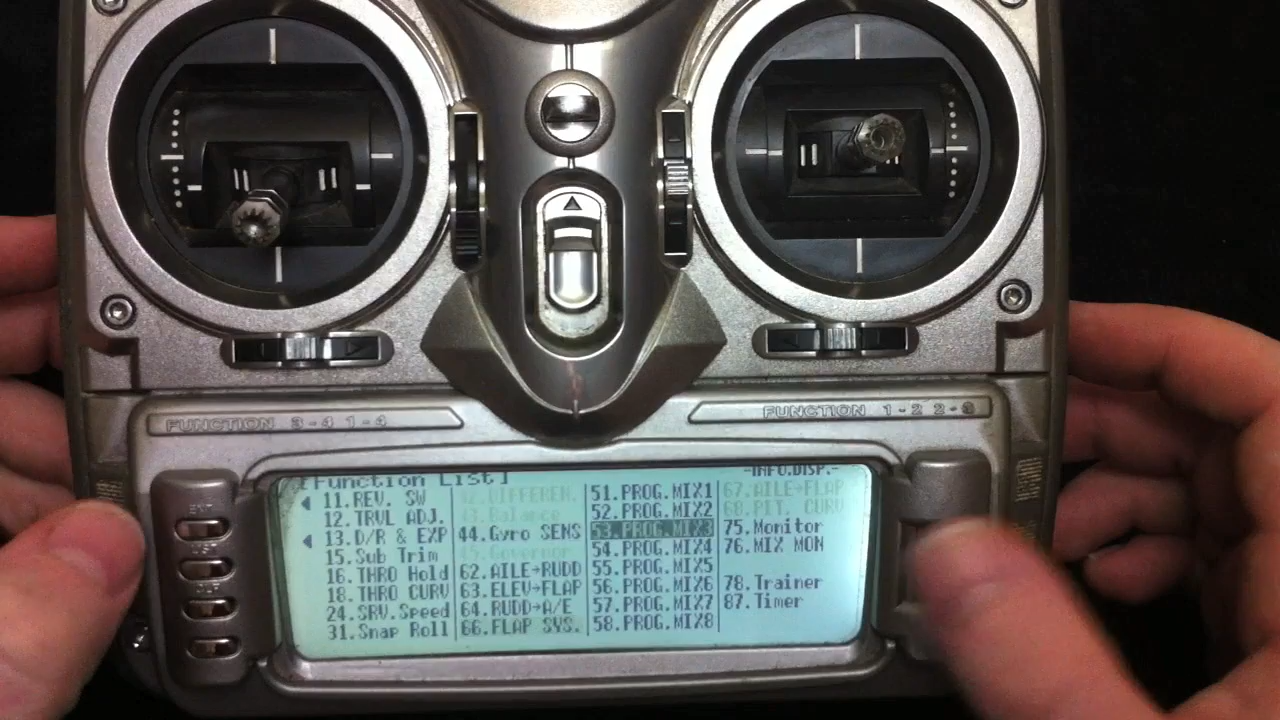 FUNCTION 3-4 1-4
FUNCTION 1-2 2-3
[Function List]
-INFO.DISP.-
11.REV. SW
12.TRVL ADJ.
13.D/R & EXP
15.Sub Trim
16.THRO Hold
18.THRO CURV
24.SRV.Speed
31.Snap Roll
42.DIFFEREN.
43.Balance
44.Gyro SENS
45.Governor
62.AILE→RUDD
63.ELEV→FLAP
64.RUDD→A/E
66.FLAP SYS.
51.PROG.MIX1
52.PROG.MIX2
53.PROG.MIX3
54.PROG.MIX4
55.PROG.MIX5
56.PROG.MIX6
57.PROG.MIX7
58.PROG.MIX8
67.AILE→FLAP
68.PIT. CURV
75.Monitor
76.MIX MON
78.Trainer
87.Timer